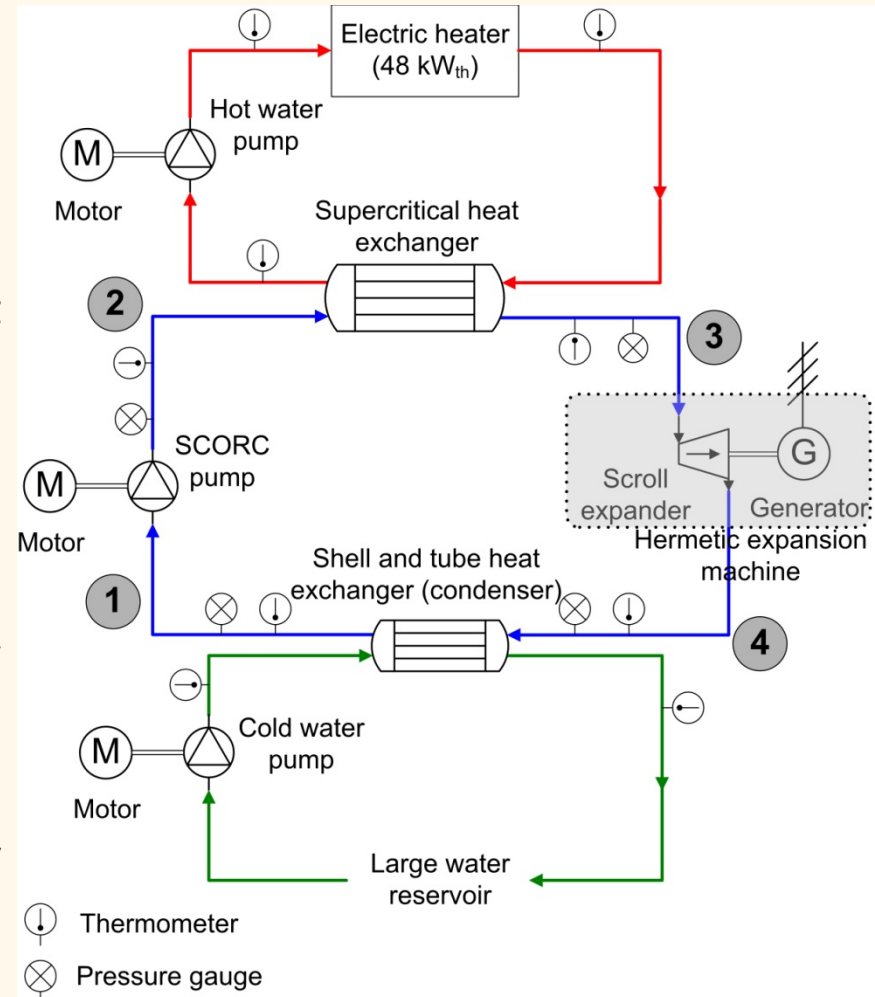 Electric heater
(48 kWth)
Hot water
pump
M
Motor
Supercritical heat
exchanger
2
3
SCORC
pump
M
Motor
G
Scroll
expander
Generator
Hermetic expansion
machine
Shell and tube heat
exchanger (condenser)
1
4
Cold water
pump
M
Motor
Large water
reservoir
Thermometer
Pressure gauge